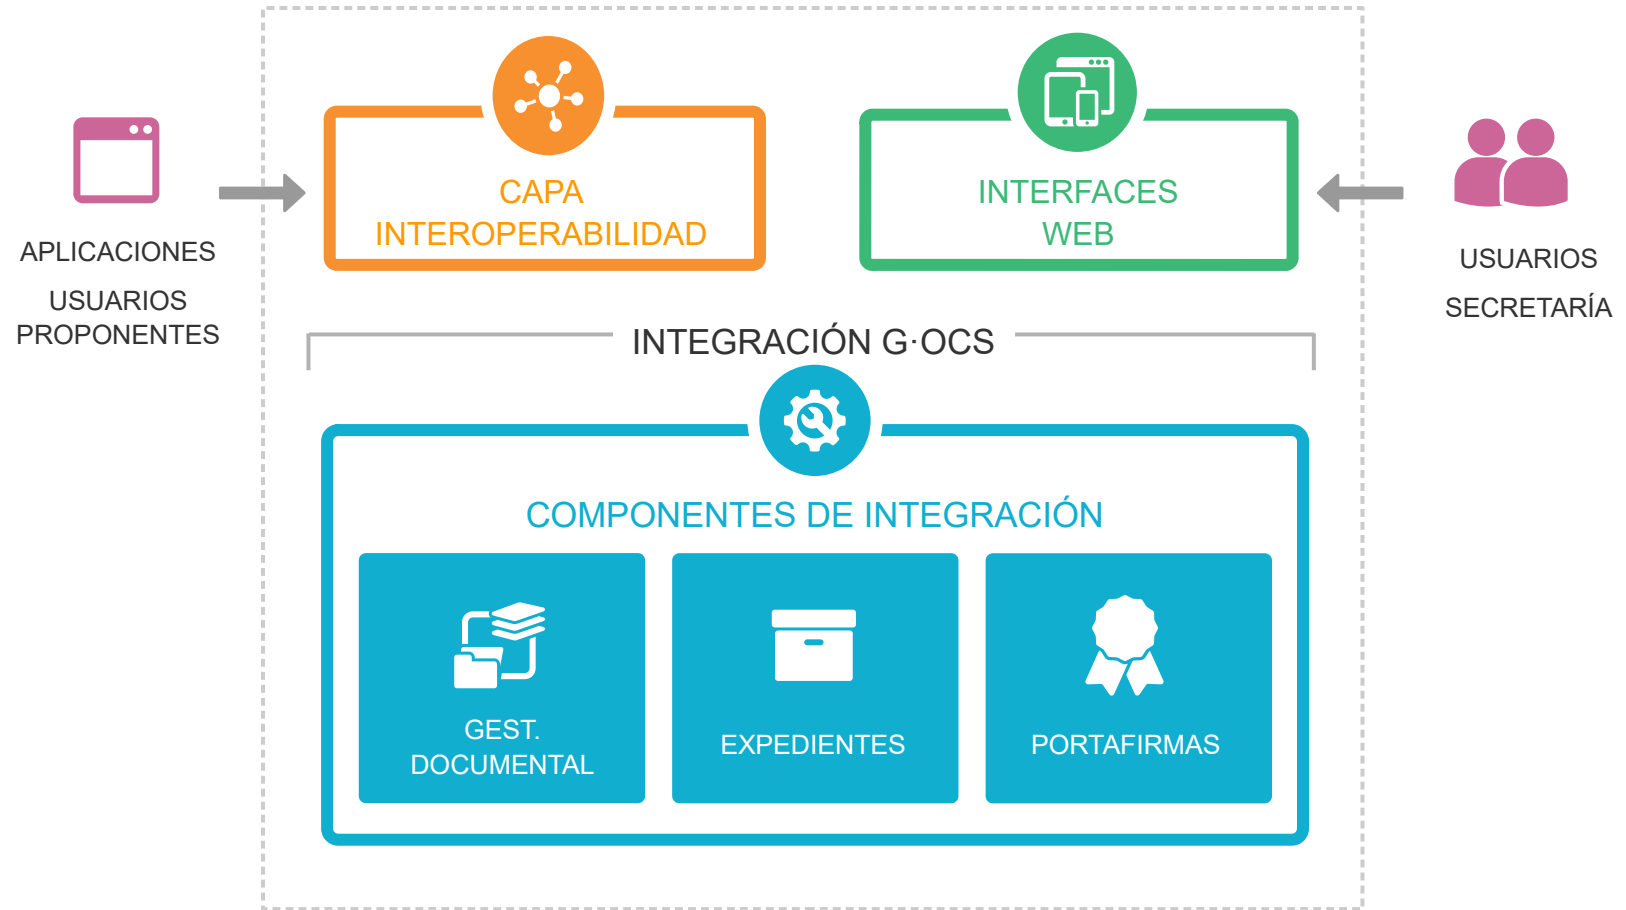 CAPA
INTEROPERABILIDAD
INTERFACES
WEB
APLICACIONES
USUARIOS
PROPONENTES
USUARIOS
SECRETARÍA
INTEGRACIÓN G·OCS
COMPONENTES DE INTEGRACIÓN
GEST.
DOCUMENTAL
EXPEDIENTES
PORTAFIRMAS